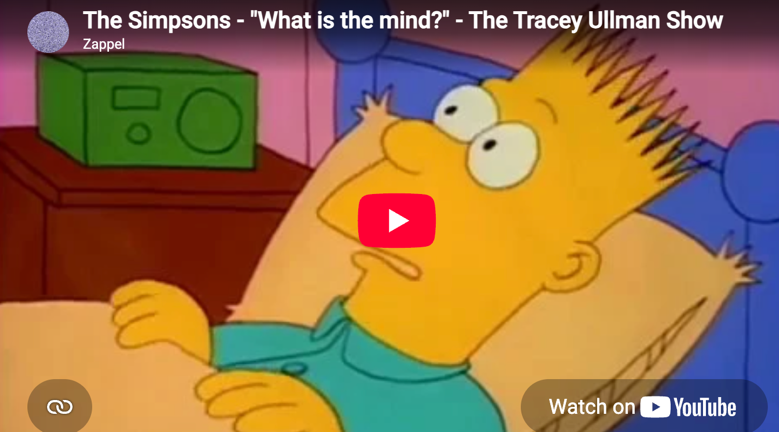 The Simpsons - "What is the mind?" - The Tracey Ullman Show
Zappel
Watch on YouTube